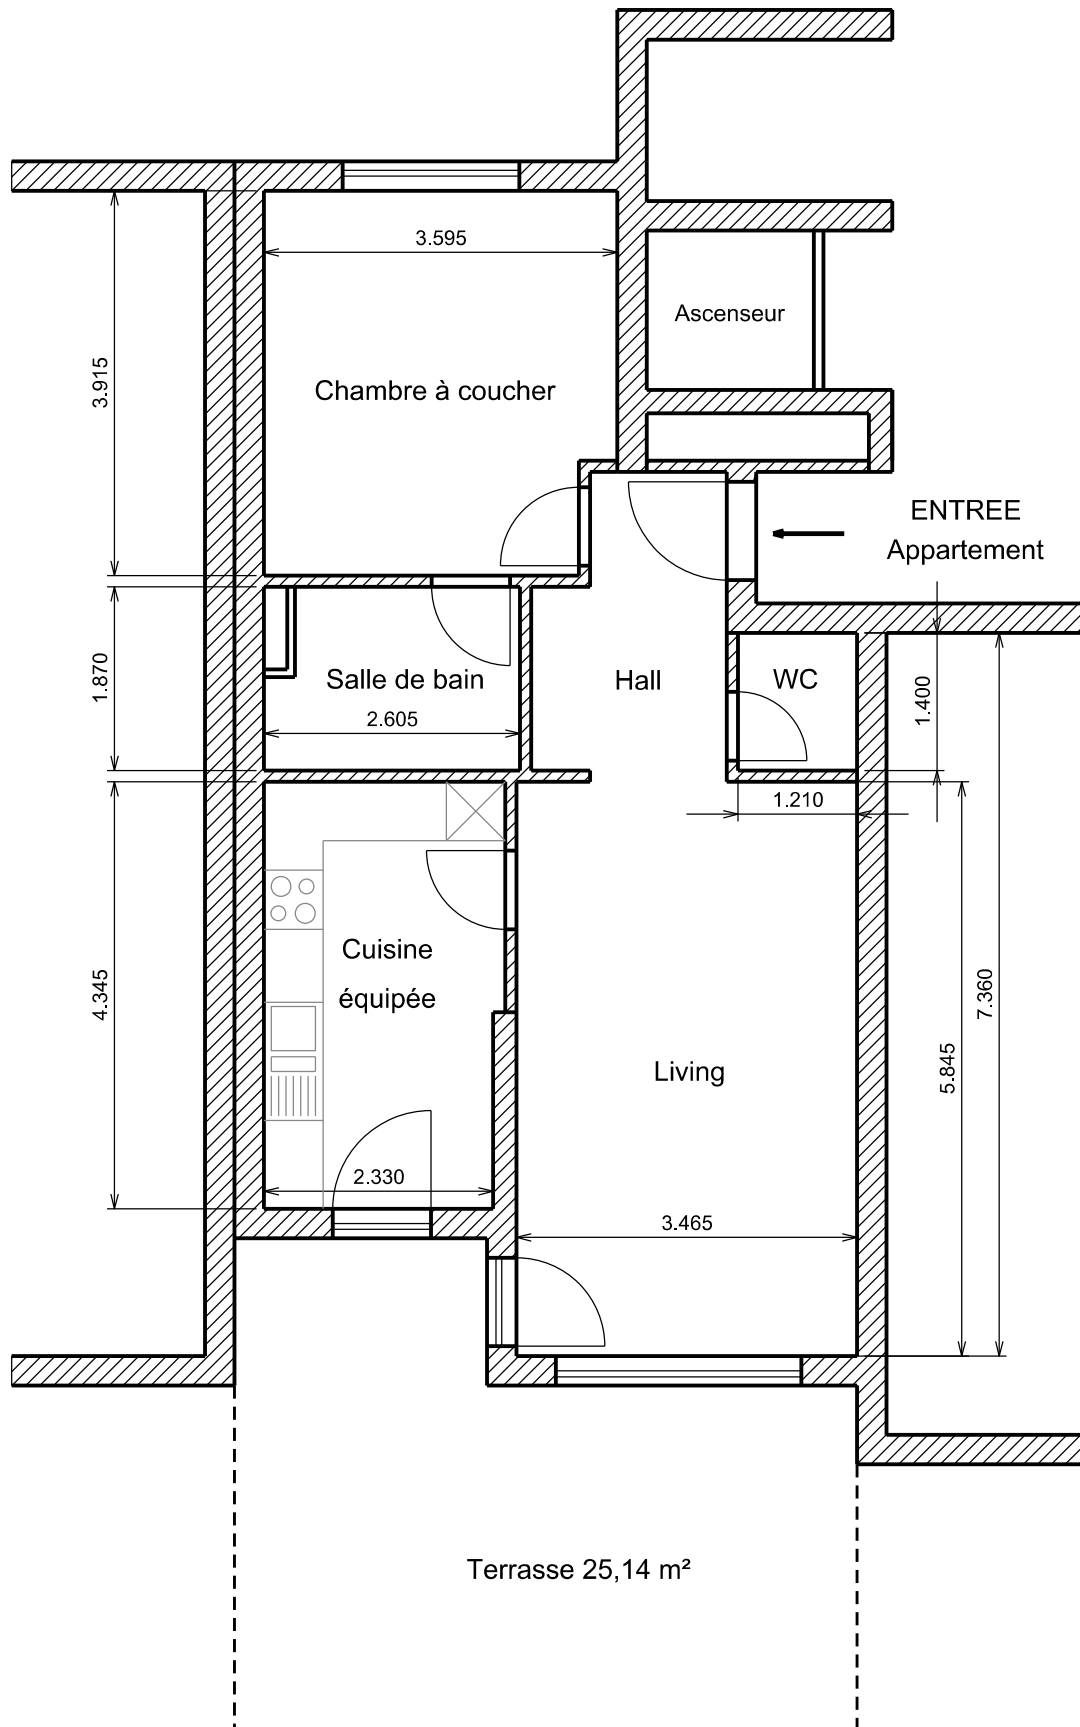 3.595
Ascenseur
3.915
Chambre à coucher
ENTREE
Appartement
1.870
Salle de bain
2.605
Hall
WC
1.400
1.210
Cuisine
équipée
4.345
7.360
5.845
Living
2.330
3.465
Terrasse 25,14 m²